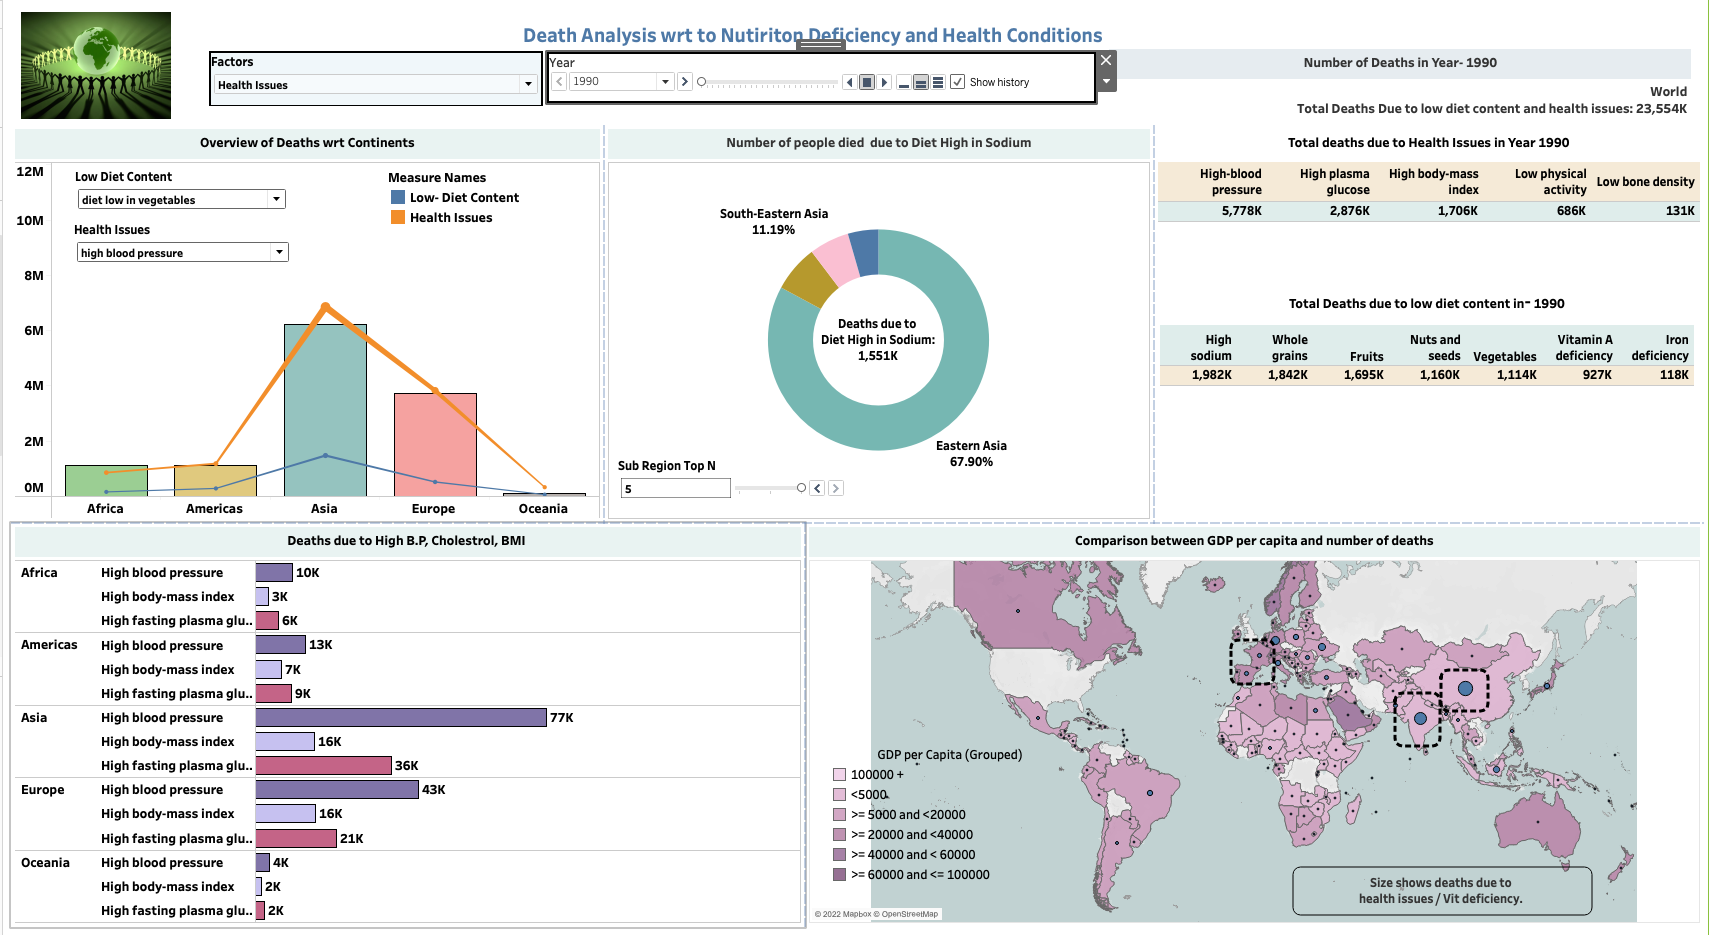 Death Analysis wrt to Nutiriton Deficiency and Health Conditions
Factors
Health Issues
Year
1990
Show history
Number of Deaths in Year- 1990
World
Total Deaths Due to low diet content and health issues: 23,554K
Overview of Deaths wrt Continents
12M
10M
8M
6M
4M
2M
0M
Low Diet Content
diet low in vegetables
Health Issues
high blood pressure
Measure Names
Low- Diet Content
Health Issues
Africa Americas Asia Europe Oceania
Number of people died due to Diet High in Sodium
South-Eastern Asia
11.19%
Deaths due to
Diet High in Sodium:
1,551K
Eastern Asia
67.90%
Sub Region Top N
5
Total deaths due to Health Issues in Year 1990
High-blood pressure High plasma glucose High body-mass index Low physical activity Low bone density
5,778K 2,876K 1,706K 686K 131K
Total Deaths due to low diet content in- 1990
High sodium Whole grains Fruits Nuts and seeds Vegetables Vitamin A deficiency Iron deficiency
1,982K 1,842K 1,695K 1,160K 1,114K 927K 118K
Deaths due to High B.P, Cholestrol, BMI
Africa High blood pressure 10K
High body-mass index 3K
High fasting plasma glu.. 6K
Americas High blood pressure 13K
High body-mass index 7K
High fasting plasma glu.. 9K
Asia High blood pressure 77K
High body-mass index 16K
High fasting plasma glu.. 36K
Europe High blood pressure 43K
High body-mass index 16K
High fasting plasma glu.. 21K
Oceania High blood pressure 4K
High body-mass index 2K
High fasting plasma glu.. 2K
Comparison between GDP per capita and number of deaths
GDP per Capita (Grouped)
100000 +
<5000
>= 5000 and <20000
>= 20000 and <40000
>= 40000 and < 60000
>= 60000 and <= 100000
Size shows deaths due to
health issues / Vit deficiency.
© 2022 Mapbox © OpenStreetMap